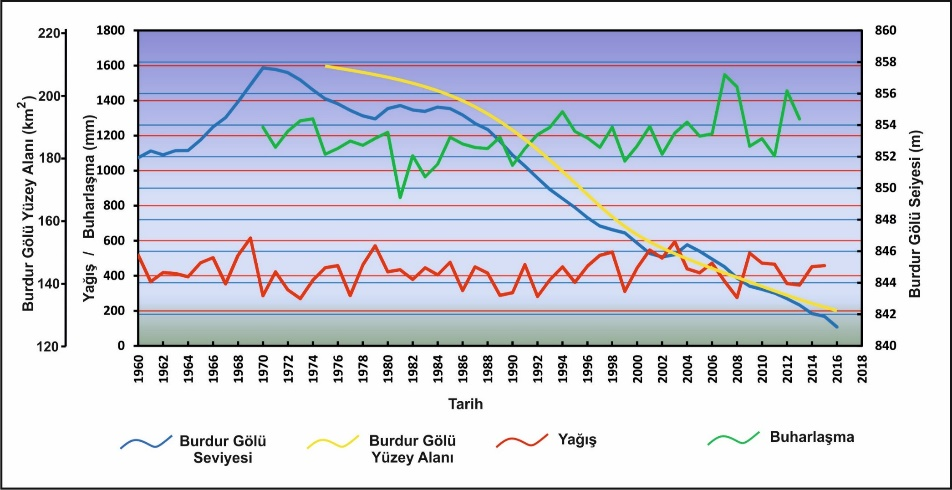 Burdur Gölü Yüzey Alanı (km2)
220
200
180
160
140
120
Yağış / Buharlaşma (mm)
1800
1600
1400
1200
1000
800
600
400
200
0
860
858
856
854
852
850
848
846
844
842
840
Burdur Gölü Seiyesi (m)
1960 1962 1964 1966 1968 1970 1972 1974 1976 1978 1980 1982 1984 1986 1988 1990 1992 1994 1996 1998 2000 2002 2004 2006 2008 2010 2012 2014 2016 2018
Tarih
Burdur Gölü
Seviyesi
Burdur Gölü
Yüzey Alanı
Yağış
Buharlaşma